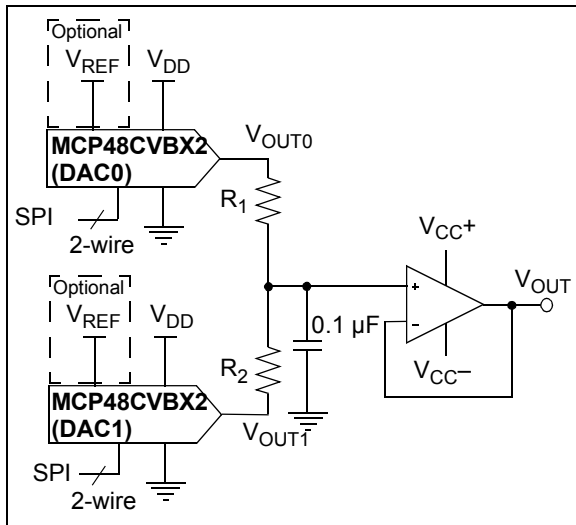 Optional
VREF
VDD
MCP48CVBX2
(DAC0)
SPI
2-wire
VOUT0
R1
Optional
VREF
VDD
MCP48CVBX2
(DAC1)
SPI
2-wire
R2
VOUT1
0.1 µF
VCC+
+
–
VCC–
VOUT